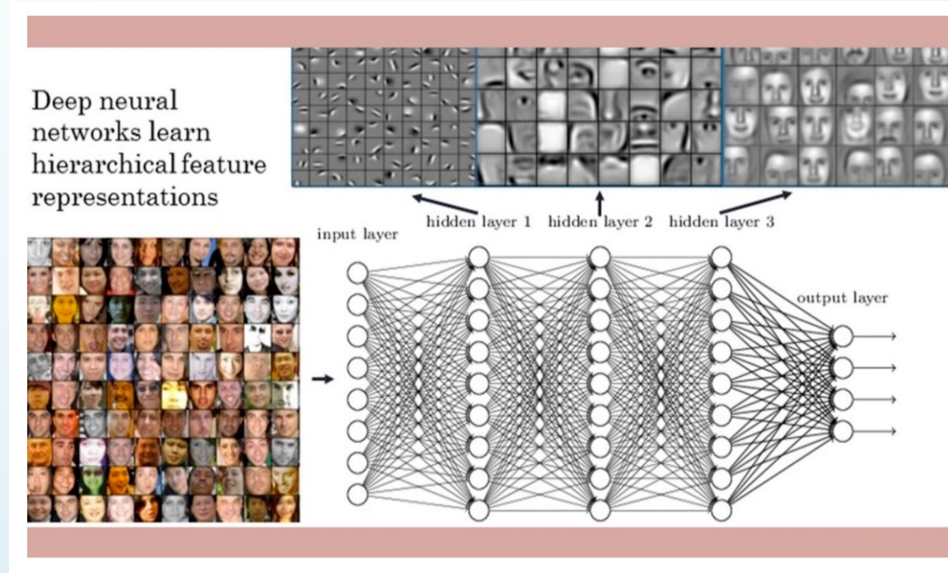 Deep neural
networks learn
hierarchical feature
representations
hidden layer 1 hidden layer 2 hidden layer 3
input layer
output layer